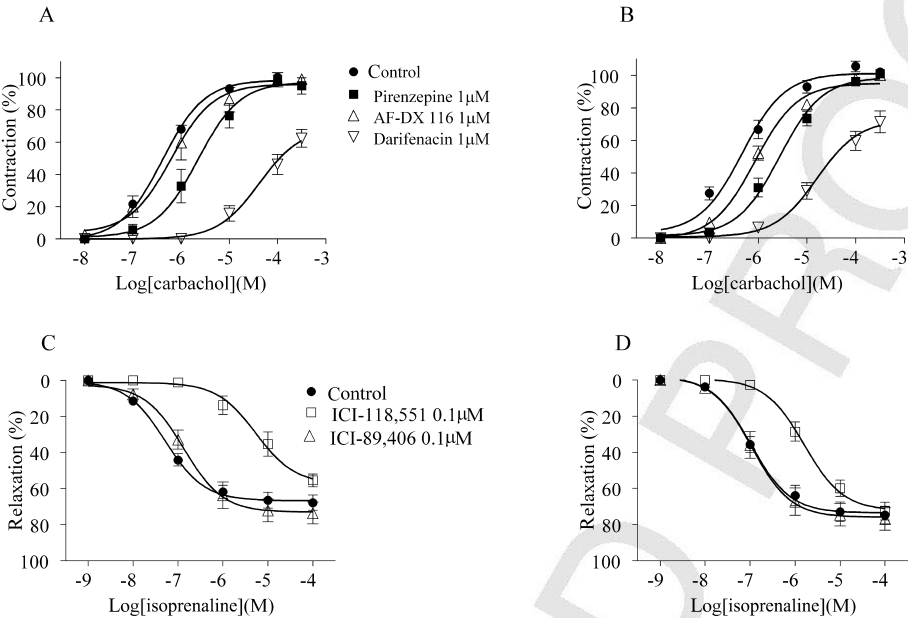 A
B
Control
Pirenzepine 1μM
AF-DX 116 1μM
Darifenacin 1μM
Contraction (%)
100
80
60
40
20
0
-8
-7
-6
-5
-4
-3
Log[carbachol](M)
Contraction (%)
100
80
60
40
20
0
-8
-7
-6
-5
-4
-3
Log[carbachol](M)
C
D
Control
ICI-118,551 0.1μM
ICI-89,406 0.1μM
Relaxation (%)
0
20
40
60
80
100
-9
-8
-7
-6
-5
-4
Log[isoprenaline](M)
Relaxation (%)
0
20
40
60
80
100
-9
-8
-7
-6
-5
-4
Log[isoprenaline](M)
D PROO